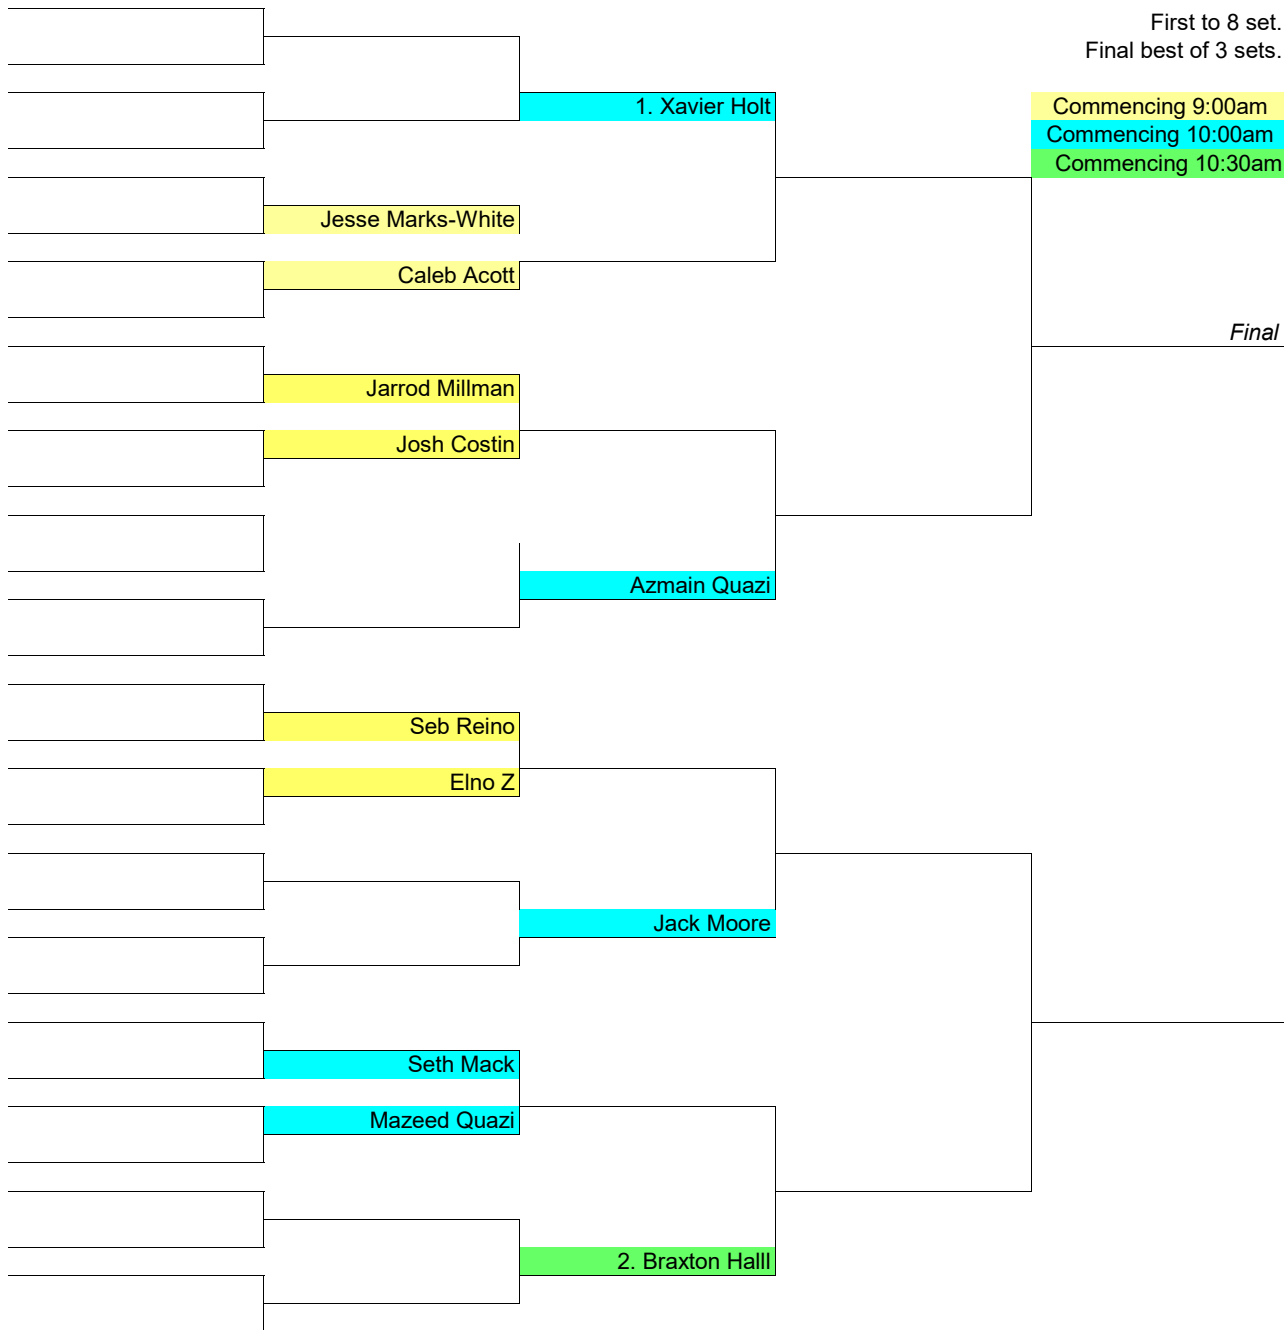 First to 8 set.
Final best of 3 sets.
1. Xavier Holt
Commencing 9:00am
Commencing 10:00am
Commencing 10:30am
Jesse Marks-White
Caleb Acott
Final
Jarrod Millman
Josh Costin
Azmain Quazi
Seb Reino
Elno Z
Jack Moore
Seth Mack
Mazeed Quazi
2. Braxton Halll